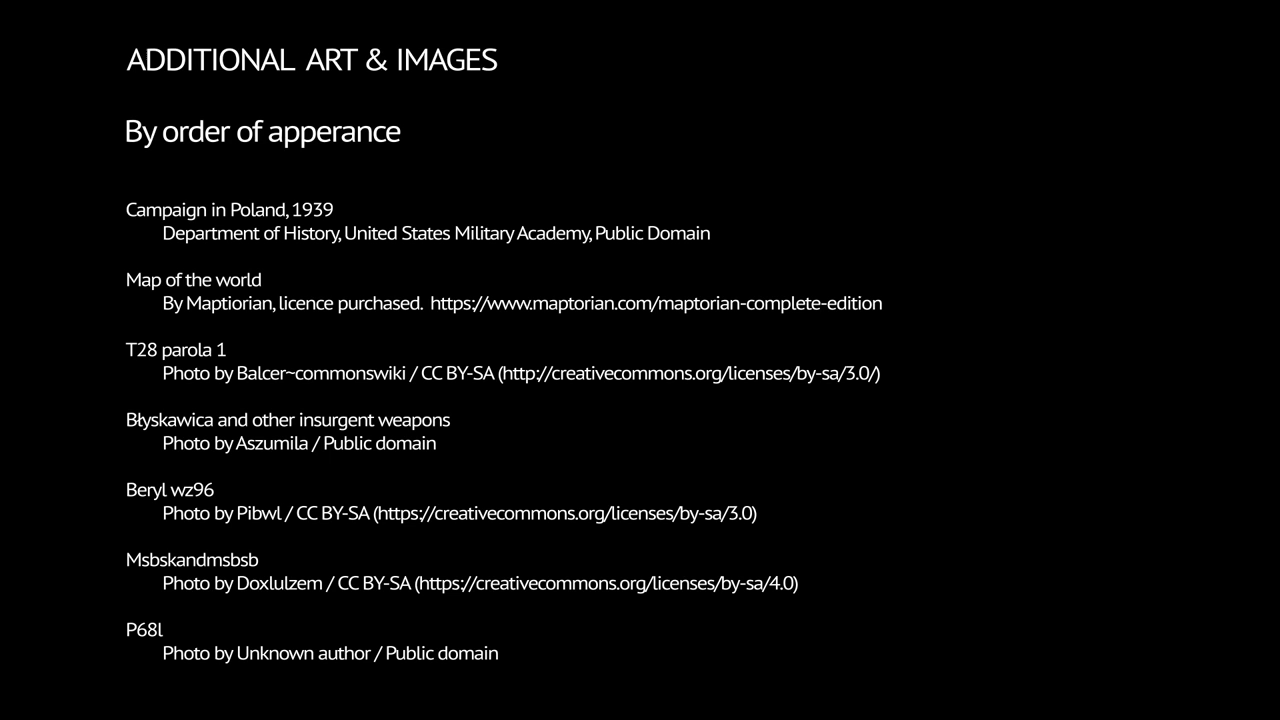 ADDITIONAL ART & IMAGES
By order of apperance
Campaign in Poland, 1939
Department of History, United States Military Academy, Public Domain
Map of the world
By Maptiorian, licence purchased. https://www.maptorian.com/maptorian-complete-edition
T28 parola 1
Photo by Balcer~commonswiki / CC BY-SA (http://creativecommons.org/licenses/by-sa/3.0/)
Błyskawica and other insurgent weapons
Photo by Aszumila / Public domain
Beryl wz96
Photo by Pibwl / CC BY-SA (https://creativecommons.org/licenses/by-sa/3.0)
Msbskandmsbsb
Photo by Doxlulzem / CC BY-SA (https://creativecommons.org/licenses/by-sa/4.0)
P68l
Photo by Unknown author / Public domain